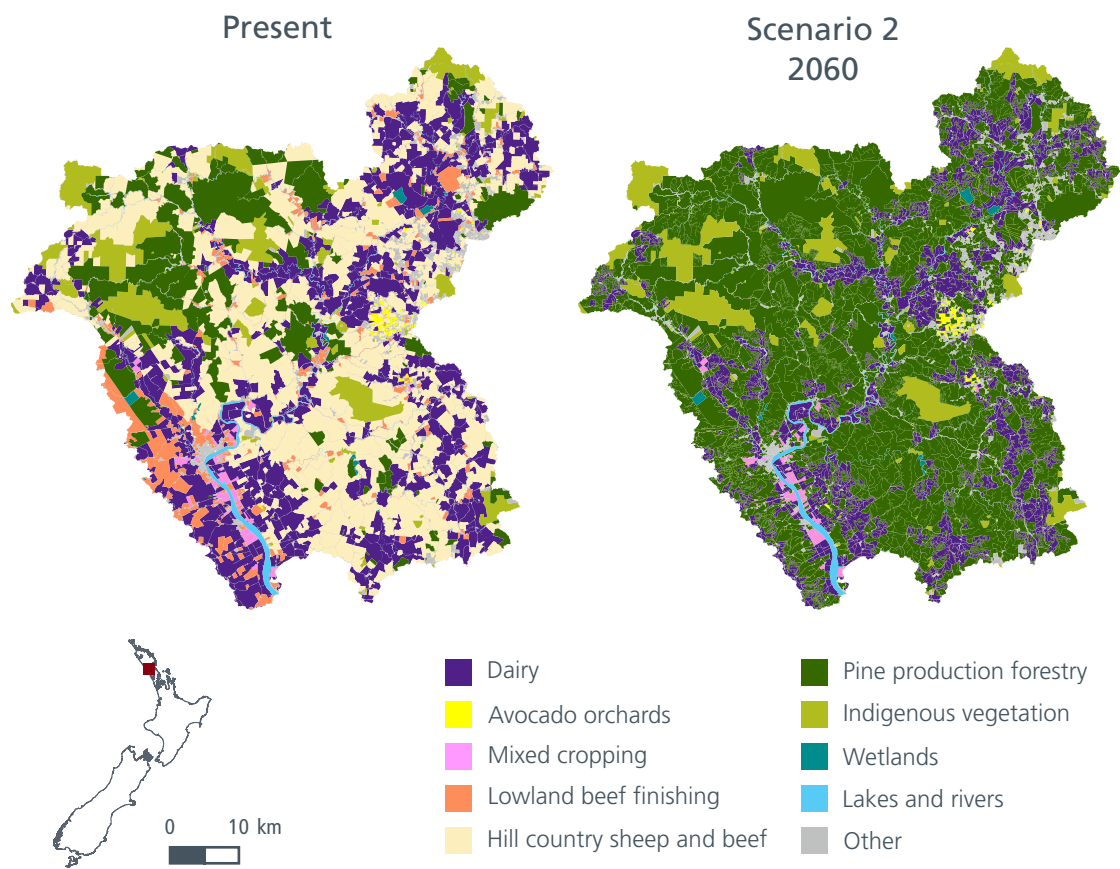 Present
Scenario 2
2060
0 10 km
Dairy
Avocado orchards
Mixed cropping
Lowland beef finishing
Hill country sheep and beef
Pine production forestry
Indigenous vegetation
Wetlands
Lakes and rivers
Other